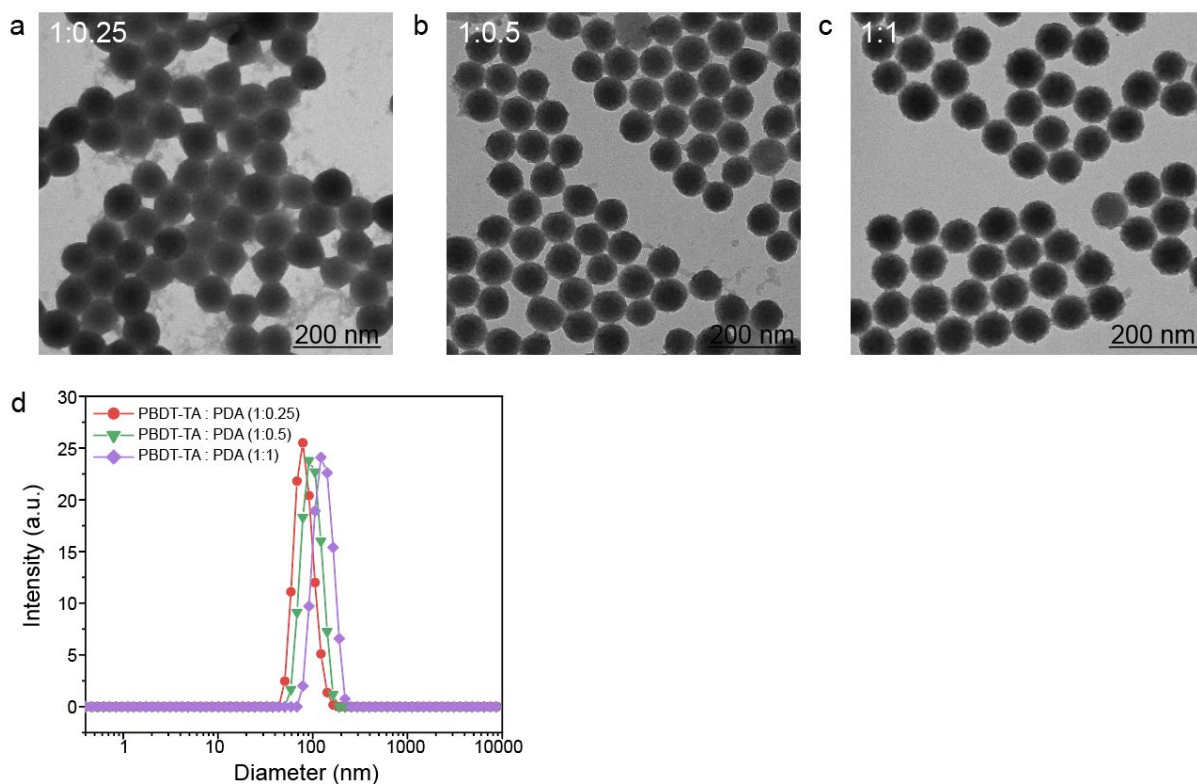 a
1:0.25
200 nm
b
1:0.5
200 nm
c
1:1
200 nm
d
30
25
20
15
10
5
0
Intensity (a.u.)
PBDT-TA : PDA (1:0.25)
PBDT-TA : PDA (1:0.5)
PBDT-TA : PDA (1:1)
1 10 100 1000 10000
Diameter (nm)